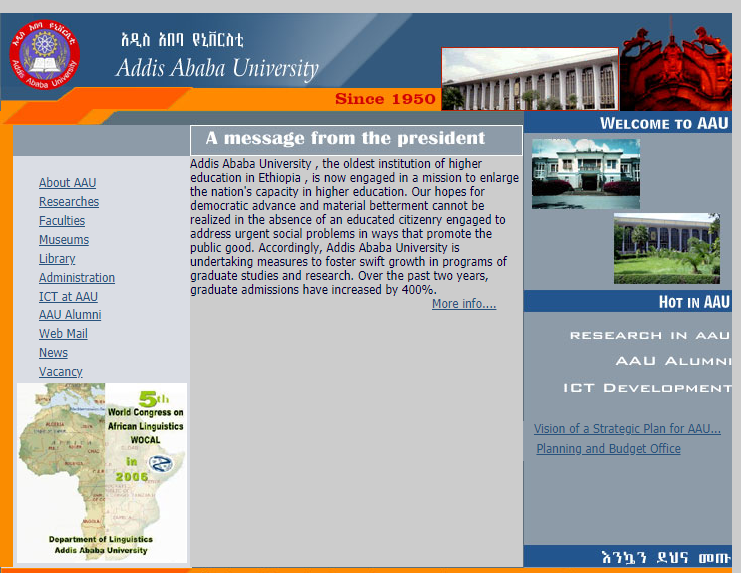 አዲስ አበባ ዩኒቨርስቲ
Addis Ababa University
አዲስ አበባ ዩኒቨርስቲ
Addis Ababa University
Since 1950
WELCOME TO AAU
A message from the president
Addis Ababa University , the oldest institution of higher
education in Ethiopia , is now engaged in a mission to enlarge
the nation's capacity in higher education. Our hopes for
democratic advance and material betterment cannot be
realized in the absence of an educated citizenry engaged to
address urgent social problems in ways that promote the
public good. Accordingly, Addis Ababa University is
undertaking measures to foster swift growth in programs of
graduate studies and research. Over the past two years,
graduate admissions have increased by 400%.
More info....
About AAU
Researches
Faculties
Museums
Library
Administration
ICT at AAU
AAU Alumni
Web Mail
News
Vacancy
5th
World Congress on
African Linguistics
WOCAL
in
2006
Department of Linguistics
Addis Ababa University
HOT IN AAU
RESEARCH IN AAU
AAU ALUMNI
ICT DEVELOPMENT
Vision of a Strategic Plan for AAU...
Planning and Budget Office
እንኳን ደህና መጡ